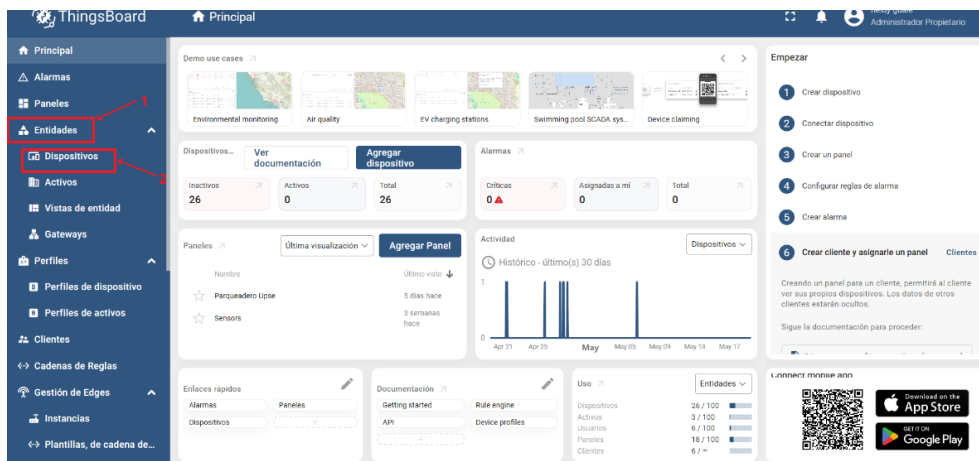 ThingsBoard
Principal
Administrador Propietario
Principal
Alarmas
Paneles
1
Entidades
Dispositivos
2
Activos
Vistas de entidad
Gateways
Perfiles
Perfiles de dispositivo
Perfiles de activos
Clientes
Cadenas de Reglas
Gestión de Edges
Instancias
Plantillas, de cadena de...
Demo use cases
Environmental monitoring
Air quality
EV charging stations
Swimming pool SCADA sys...
Device claiming
Dispositivos...
Ver documentación
Agregar dispositivo
Inactivos
26
Activos
0
Total
26
Alarmas
Críticas
0
Asignadas a mí
0
Total
0
Paneles
Última visualización
Agregar Panel
Nombre
Último visto
Parqueadero Upse
5 días hace
Sensors
3 semanas hace
Actividad
Dispositivos
Histórico - último(s) 30 días
1
0
Apr 21 Apr 25 May May 05 May 09 May 13 May 17
Enlaces rápidos
Alarmas
Paneles
Dispositivos
Documentación
Getting started
Rule engine
API
Device profiles
Uso
Entidades
Dispositivos 26 / 100
Activos 3 / 100
Usuarios 6 / 100
Paneles 18 / 100
Clientes 6 / ∞
Empezar
1 Crear dispositivo
2 Conectar dispositivo
3 Crear un panel
4 Configurar reglas de alarma
5 Crear alarma
6 Crear cliente y asignarle un panel Clientes
Creando un panel para un cliente, permitirá al cliente
ver sus propios dispositivos. Los datos de otros
clientes estarán ocultos.
Sigue la documentación para proceder:
Connect mobile app
Download on the
App Store
GET IT ON
Google Play